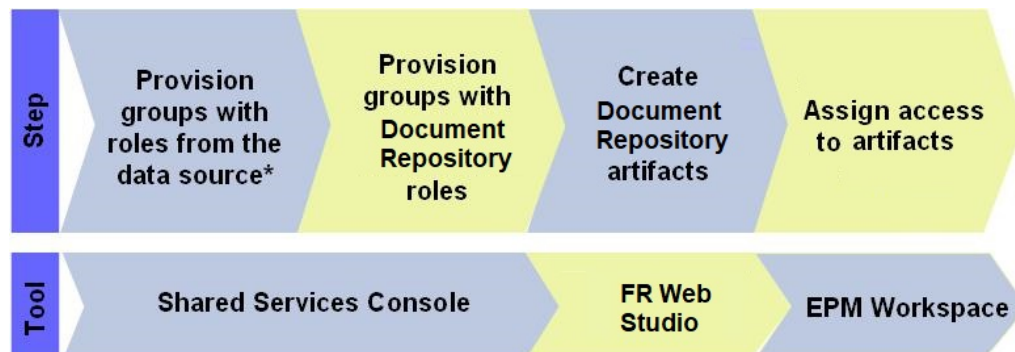 Step
Provision
groups with
roles from the
data source*
Provision
groups with
Document
Repository
roles
Create
Document
Repository
artifacts
Assign access
to artifacts
Tool
Shared Services Console
FR Web
Studio
EPM Workspace